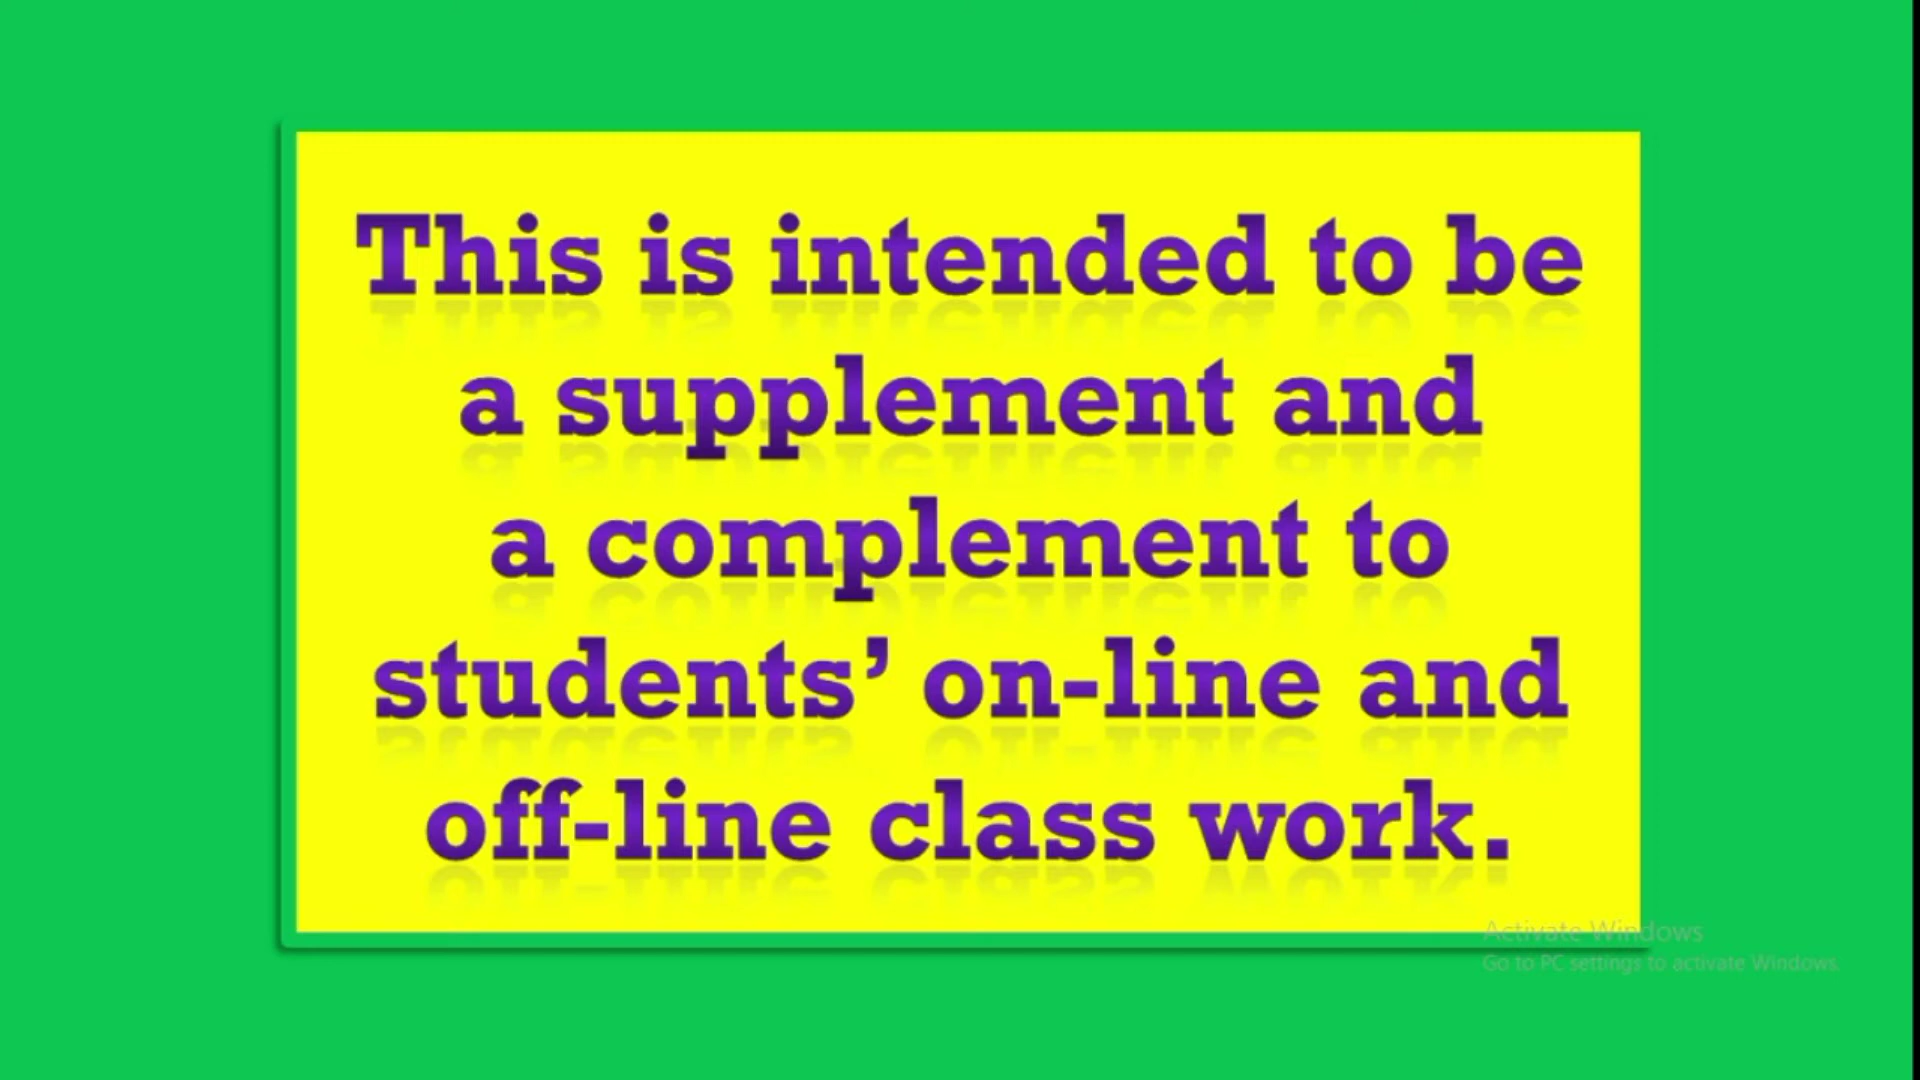 This is intended to be
a supplement and
a complement to
students’ on-line and
off-line class work.
Activate Windows
Go to PC settings to activate Windows.